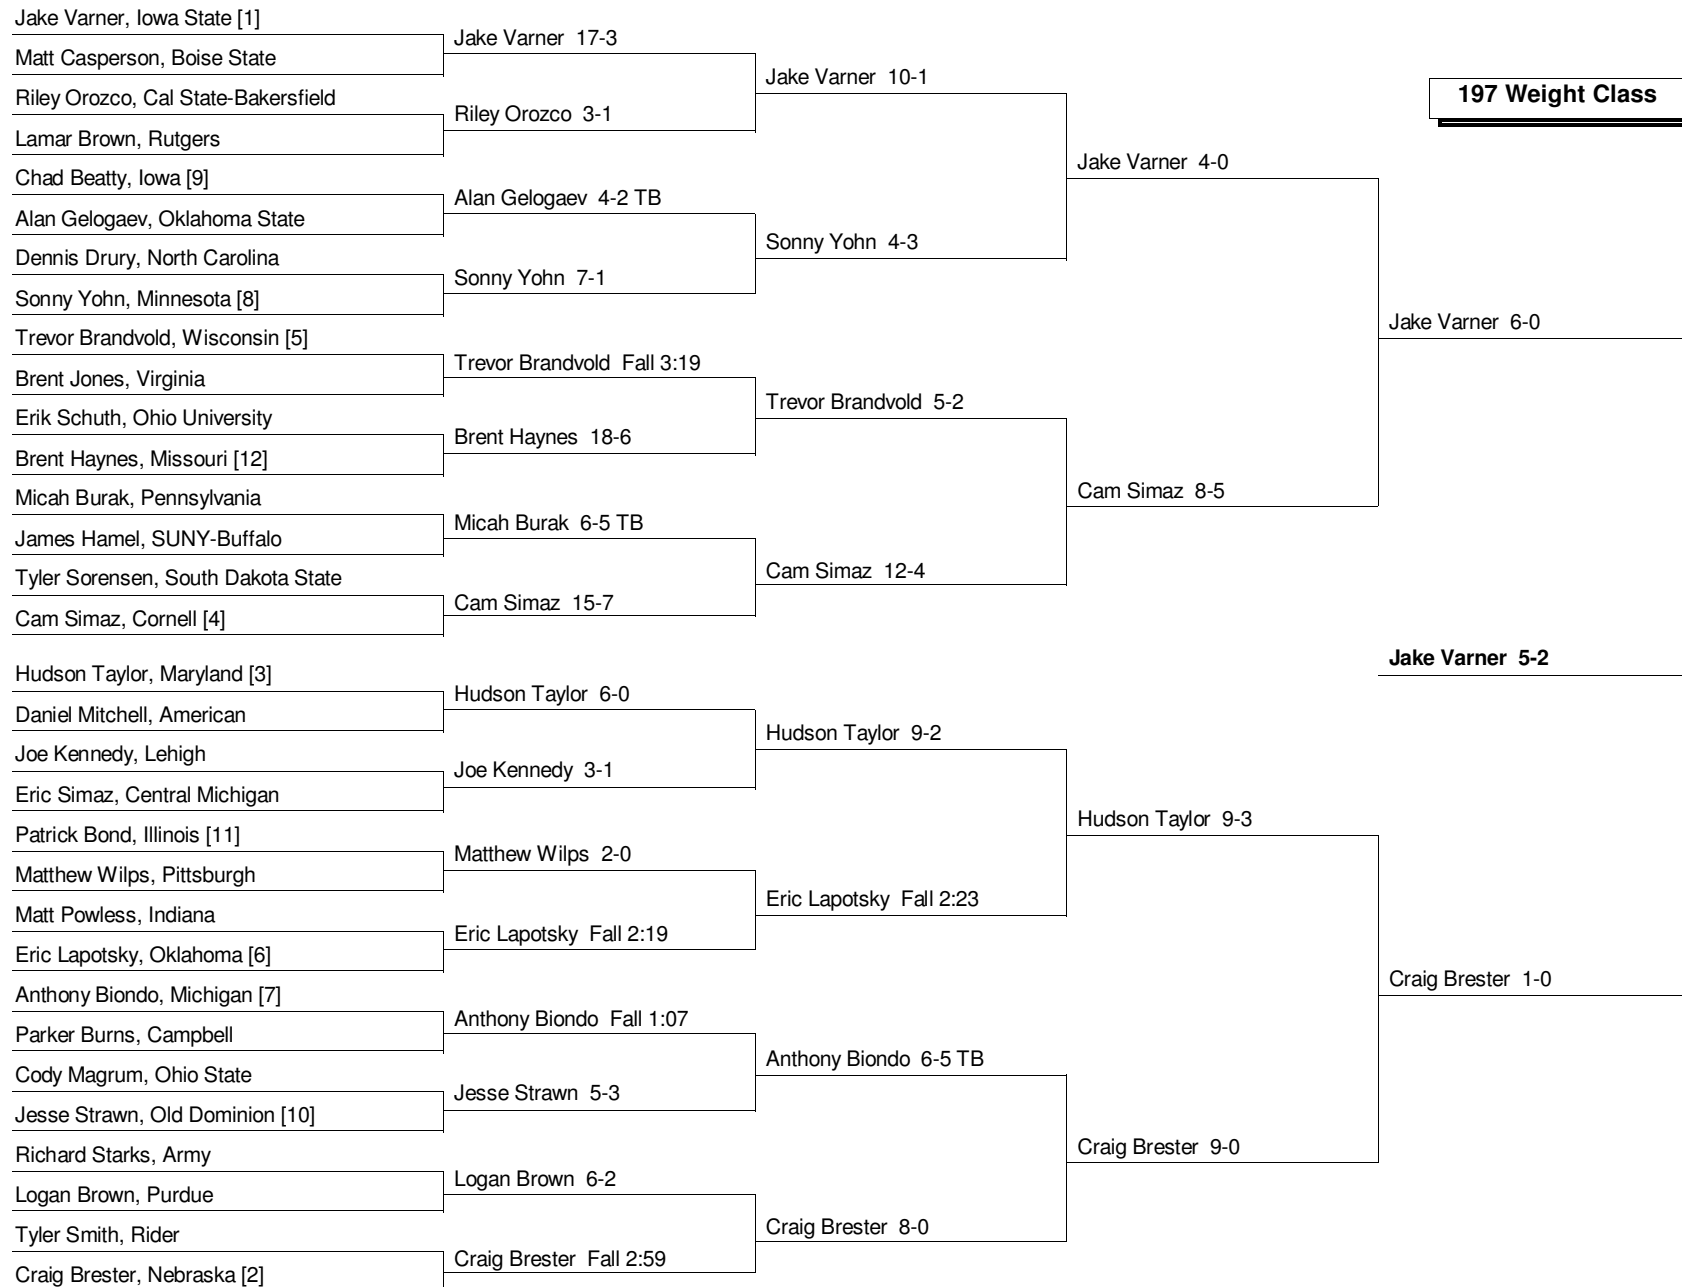 197 Weight Class
Jake Varner, Iowa State [1]
Matt Casperson, Boise State
Riley Orozco, Cal State-Bakersfield
Lamar Brown, Rutgers
Chad Beatty, Iowa [9]
Alan Gelogaev, Oklahoma State
Dennis Drury, North Carolina
Sonny Yohn, Minnesota [8]
Trevor Brandvold, Wisconsin [5]
Brent Jones, Virginia
Erik Schuth, Ohio University
Brent Haynes, Missouri [12]
Micah Burak, Pennsylvania
James Hamel, SUNY-Buffalo
Tyler Sorensen, South Dakota State
Cam Simaz, Cornell [4]
Hudson Taylor, Maryland [3]
Daniel Mitchell, American
Joe Kennedy, Lehigh
Eric Simaz, Central Michigan
Patrick Bond, Illinois [11]
Matthew Wilps, Pittsburgh
Matt Powless, Indiana
Eric Lapotsky, Oklahoma [6]
Anthony Biondo, Michigan [7]
Parker Burns, Campbell
Cody Magrum, Ohio State
Jesse Strawn, Old Dominion [10]
Richard Starks, Army
Logan Brown, Purdue
Tyler Smith, Rider
Craig Brester, Nebraska [2]
Jake Varner 17-3
Riley Orozco 3-1
Alan Gelogaev 4-2 TB
Sonny Yohn 7-1
Trevor Brandvold Fall 3:19
Brent Haynes 18-6
Micah Burak 6-5 TB
Cam Simaz 15-7
Hudson Taylor 6-0
Joe Kennedy 3-1
Matthew Wilps 2-0
Eric Lapotsky Fall 2:19
Anthony Biondo Fall 1:07
Jesse Strawn 5-3
Logan Brown 6-2
Craig Brester Fall 2:59
Jake Varner 10-1
Sonny Yohn 4-3
Trevor Brandvold 5-2
Cam Simaz 12-4
Hudson Taylor 9-2
Eric Lapotsky Fall 2:23
Anthony Biondo 6-5 TB
Craig Brester 8-0
Jake Varner 4-0
Cam Simaz 8-5
Hudson Taylor 9-3
Craig Brester 9-0
Jake Varner 6-0
Jake Varner 5-2
Craig Brester 1-0